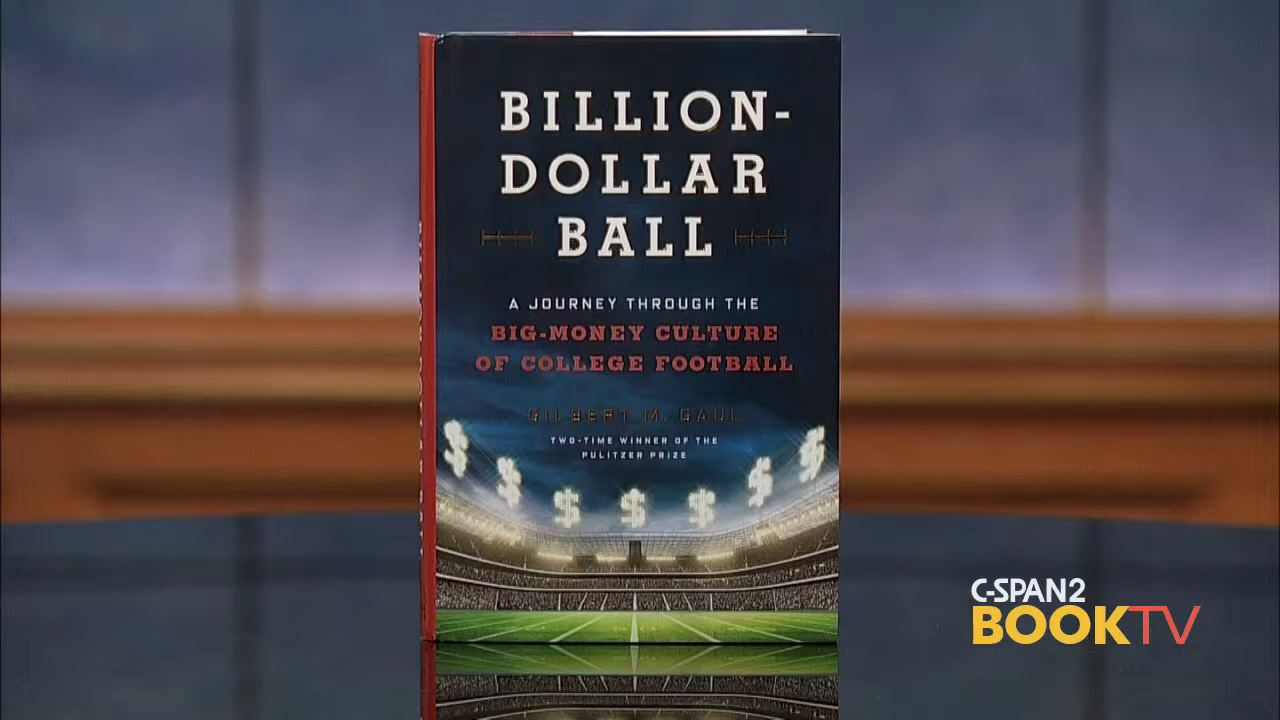 BILLION-
DOLLAR
BALL
A JOURNEY THROUGH THE
BIG-MONEY CULTURE
OF COLLEGE FOOTBALL
GILBERT M. GAUL
TWO-TIME WINNER OF THE
PULITZER PRIZE
C-SPAN2
BOOKTV